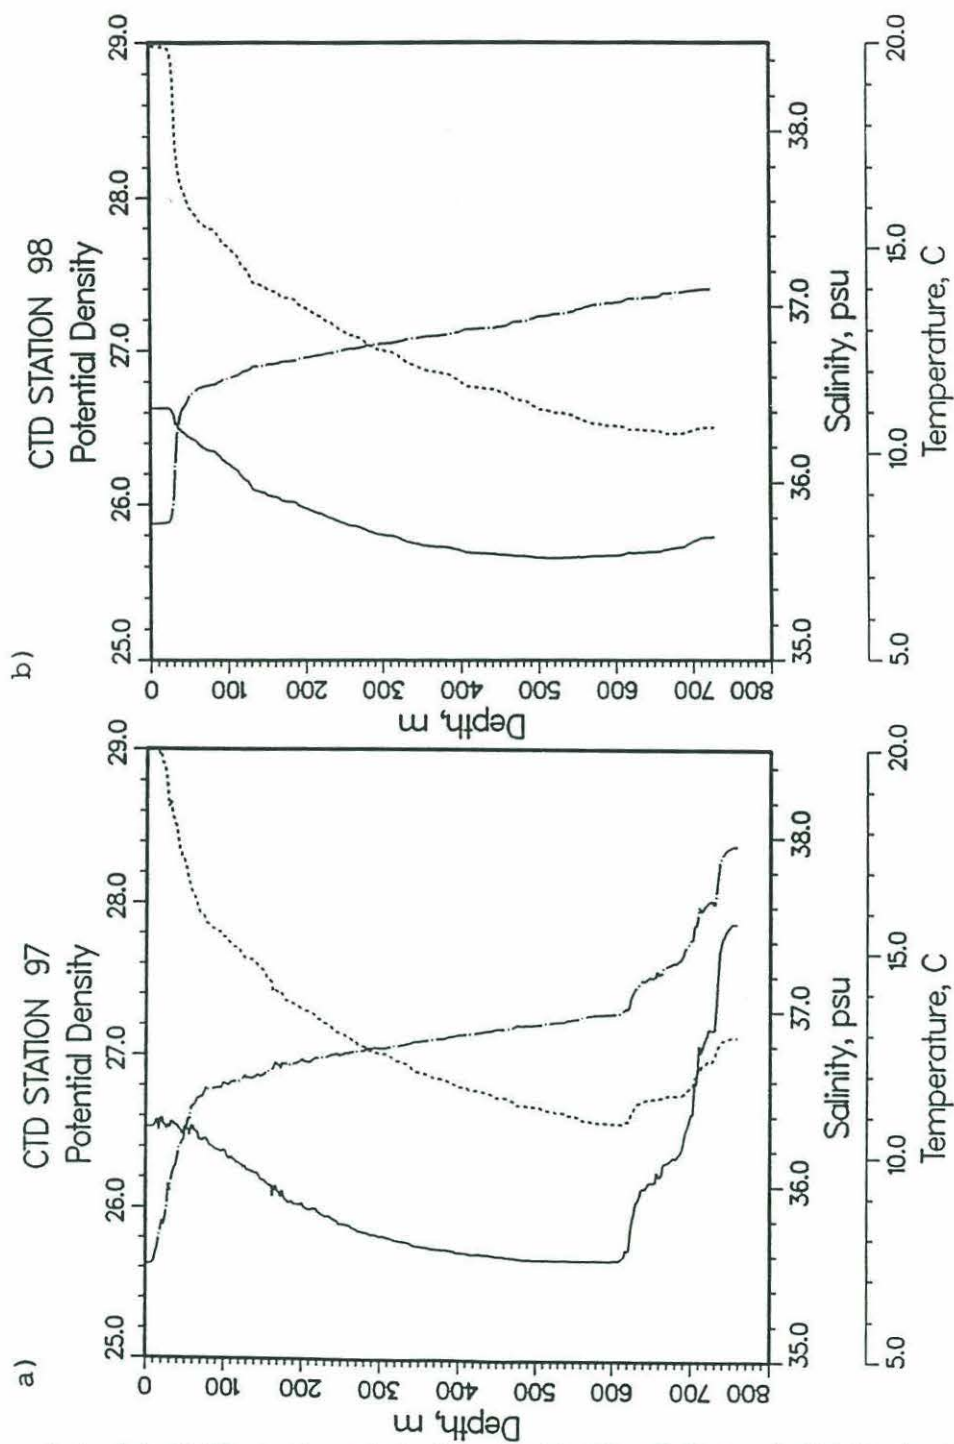 a)
CTD STATION 97
Potential Density
25.0 26.0 27.0 28.0 29.0
Depth, m
0
100
200
300
400
500
600
700
800
35.0 36.0 37.0 38.0
Salinity, psu
5.0 10.0 15.0 20.0
Temperature, C
b)
CTD STATION 98
Potential Density
25.0 26.0 27.0 28.0 29.0
Depth, m
0
100
200
300
400
500
600
700
800
35.0 36.0 37.0 38.0
Salinity, psu
5.0 10.0 15.0 20.0
Temperature, C